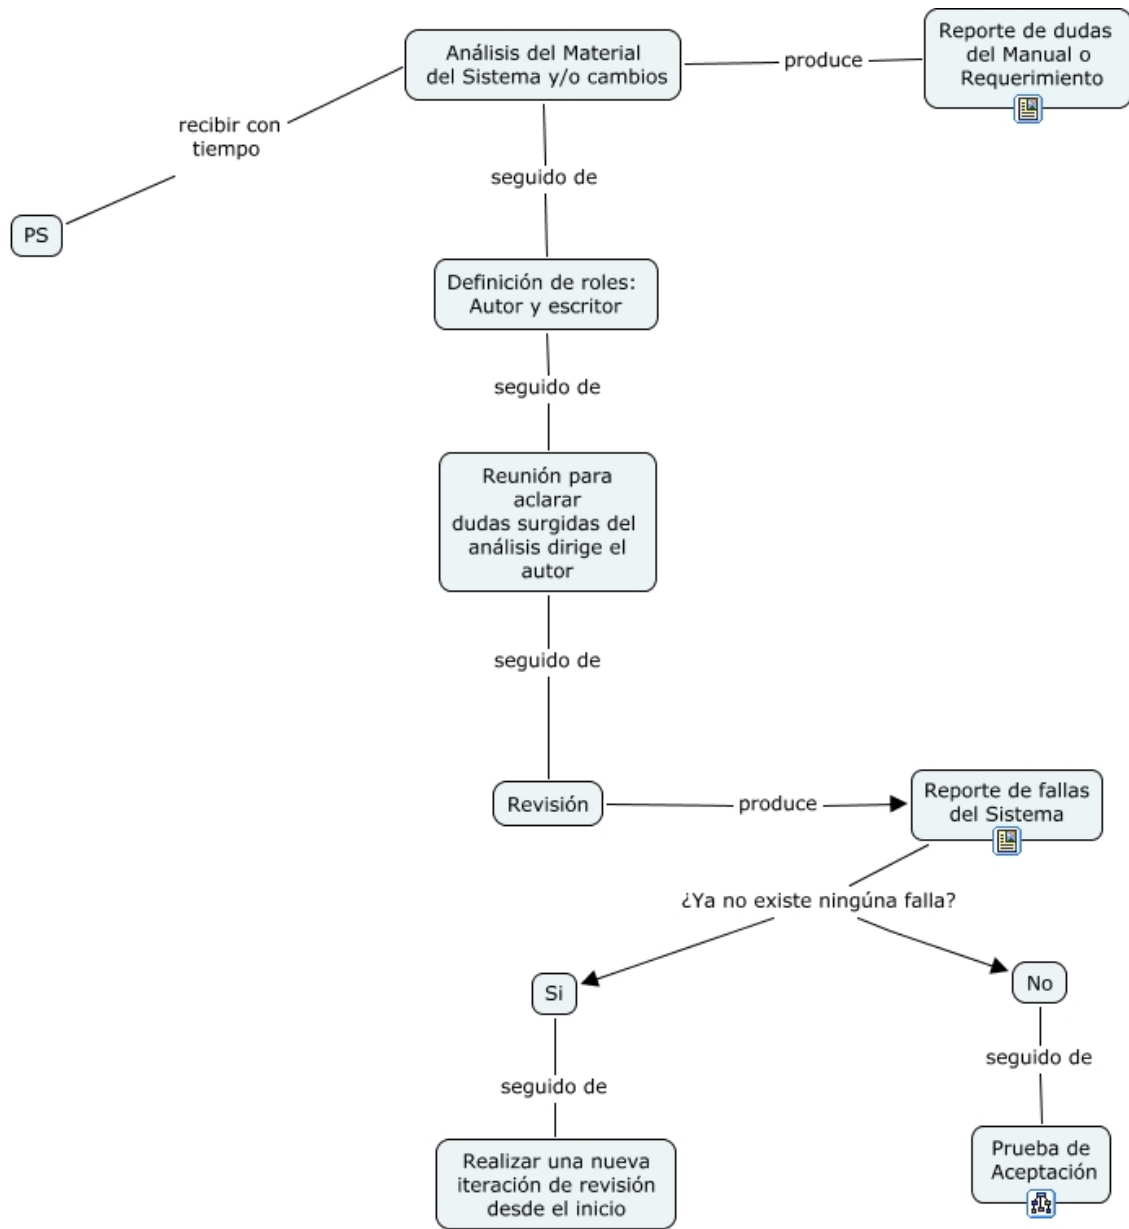 Análisis del Material
del Sistema y/o cambios
produce
Reporte de dudas
del Manual o
Requerimiento
recibir con
tiempo
PS
seguido de
Definición de roles:
Autor y escritor
seguido de
Reunión para
aclarar
dudas surgidas del
análisis dirige el
autor
seguido de
Revisión
produce
Reporte de fallas
del Sistema
¿Ya no existe ningúna falla?
Si
No
seguido de
seguido de
Realizar una nueva
iteración de revisión
desde el inicio
Prueba de
Aceptación